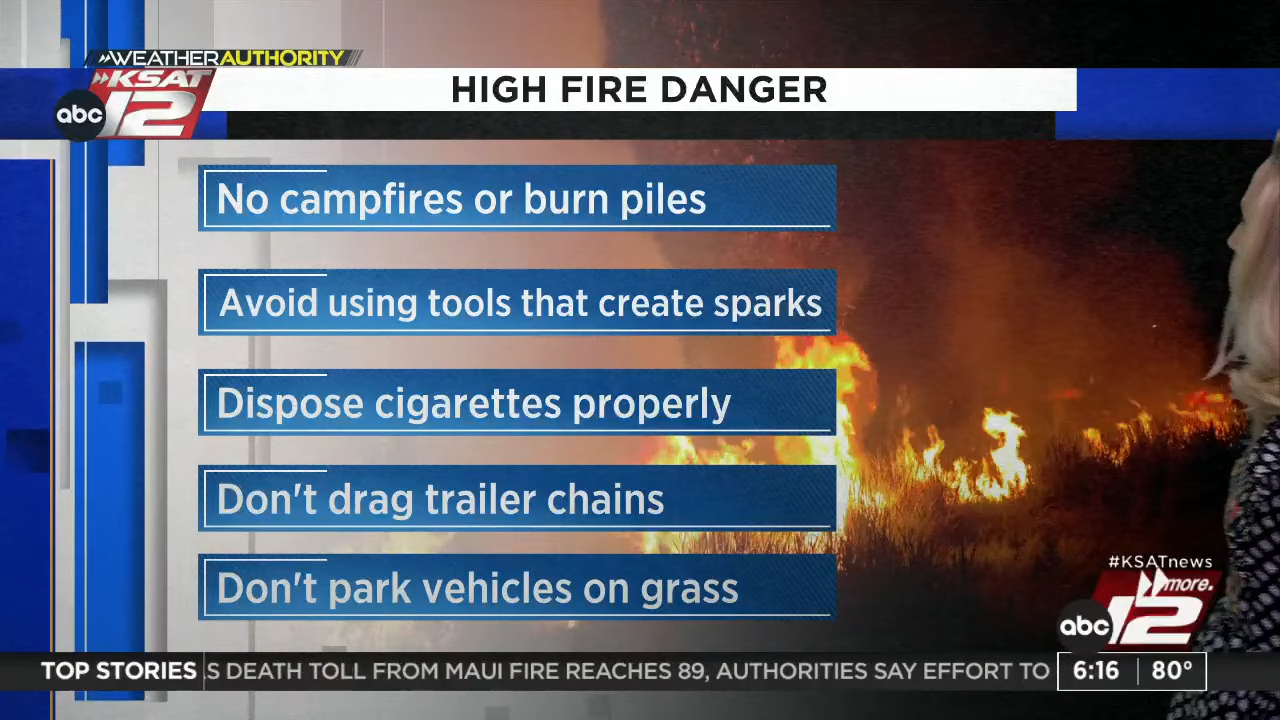 WEATHERAUTHORITY
KSAT
abc 12
HIGH FIRE DANGER
No campfires or burn piles
Avoid using tools that create sparks
Dispose cigarettes properly
Don't drag trailer chains
Don't park vehicles on grass
#KSATnews
more.
abc 12
TOP STORIES S DEATH TOLL FROM MAUI FIRE REACHES 89, AUTHORITIES SAY EFFORT TO 6:16 80°